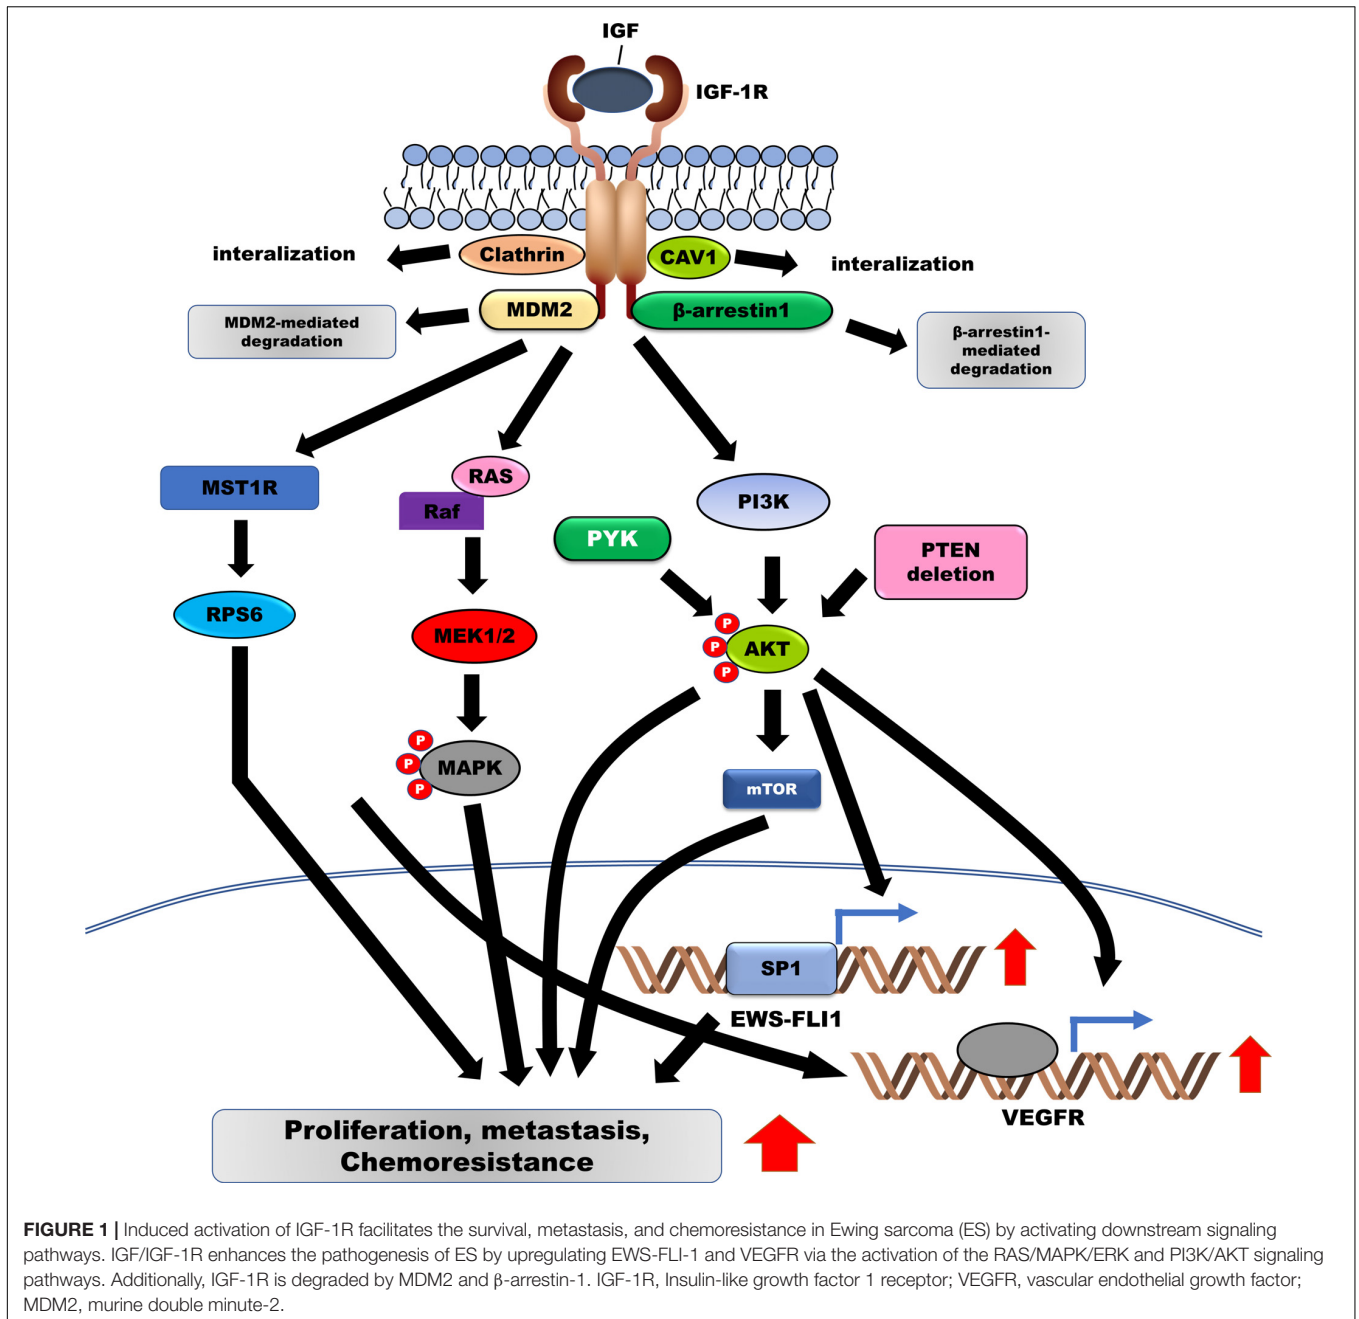 IGF
IGF-1R
Clathrin
CAV1
interalization
interalization
MDM2
β-arrestin1
MDM2-mediated
degradation
β-arrestin1-
mediated
degradation
RAS
MST1R
Raf
PI3K
PYK
PTEN
deletion
RPS6
MEK1/2
P
P
P
AKT
P
P
P
MAPK
mTOR
SP1
EWS-FLI1
VEGFR
Proliferation, metastasis,
Chemoresistance
FIGURE 1 | Induced activation of IGF-1R facilitates the survival, metastasis, and chemoresistance in Ewing sarcoma (ES) by activating downstream signaling
pathways. IGF/IGF-1R enhances the pathogenesis of ES by upregulating EWS-FLI-1 and VEGFR via the activation of the RAS/MAPK/ERK and PI3K/AKT signaling
pathways. Additionally, IGF-1R is degraded by MDM2 and β-arrestin-1. IGF-1R, Insulin-like growth factor 1 receptor; VEGFR, vascular endothelial growth factor;
MDM2, murine double minute-2.